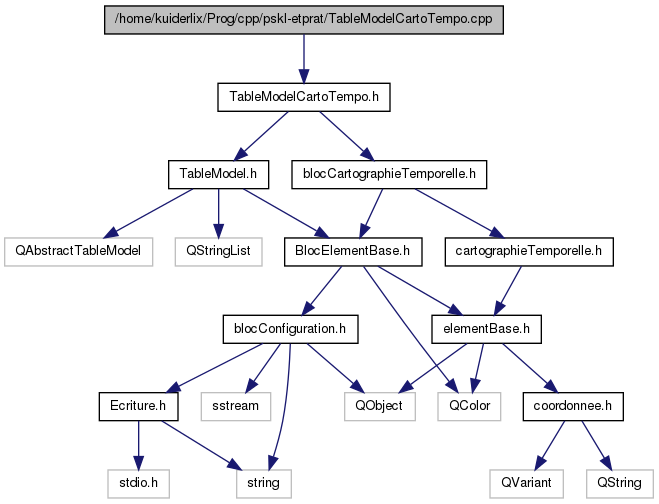 /home/kuiderlix/Prog/cpp/pskl-etprat/TableModelCartoTempo.cpp
TableModelCartoTempo.h
TableModel.h
blocCartographieTemporelle.h
QAbstractTableModel
QStringList
BlocElementBase.h
cartographieTemporelle.h
blocConfiguration.h
elementBase.h
Ecriture.h
sstream
QObject
QColor
coordonnee.h
stdio.h
string
QVariant
QString